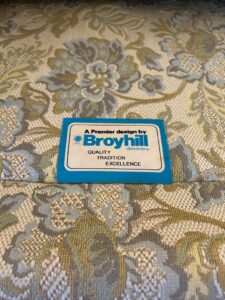 A Premier design by
Broyhill
Upholstery
QUALITY
TRADITION
EXCELLENCE